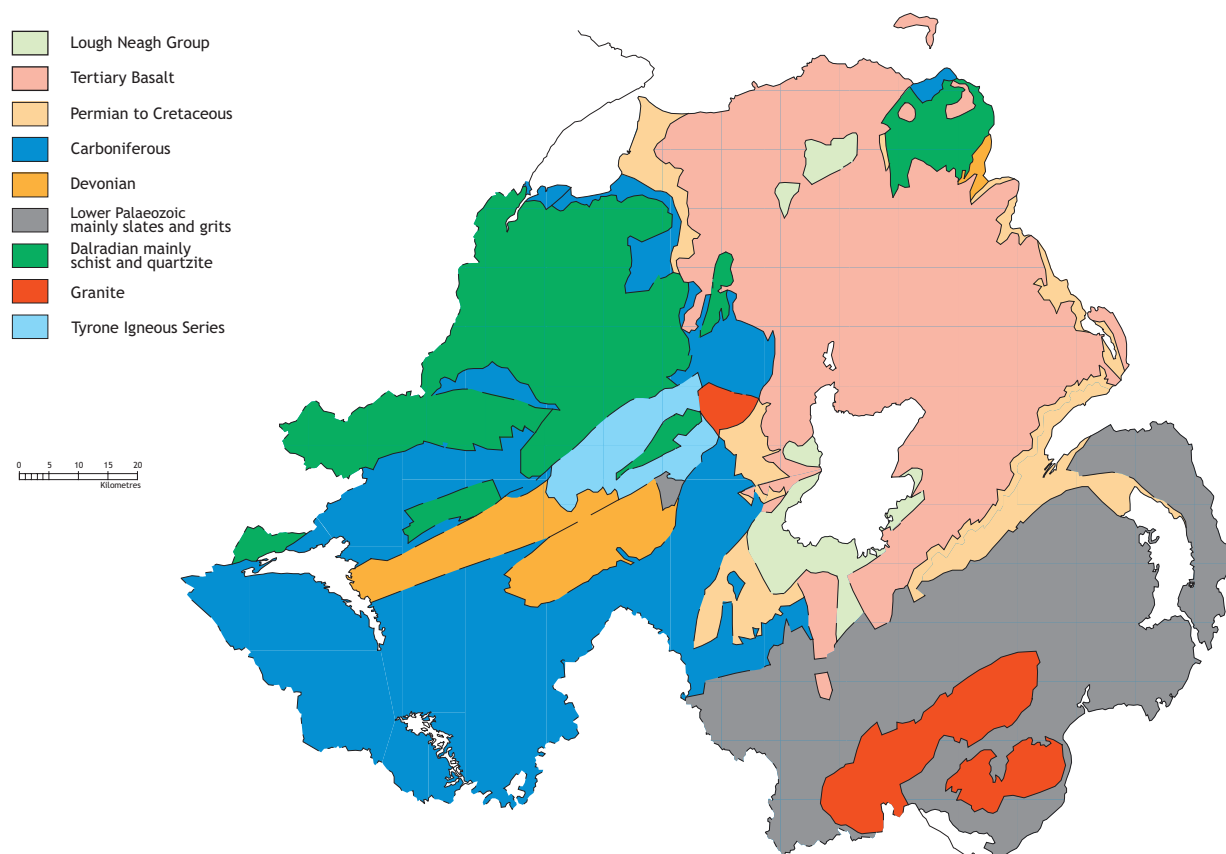 Lough Neagh Group
Tertiary Basalt
Permian to Cretaceous
Carboniferous
Devonian
Lower Palaeozoic
mainly slates and grits
Dalradian mainly
schist and quartzite
Granite
Tyrone Igneous Series
0 5 10 15 20
Kilometres